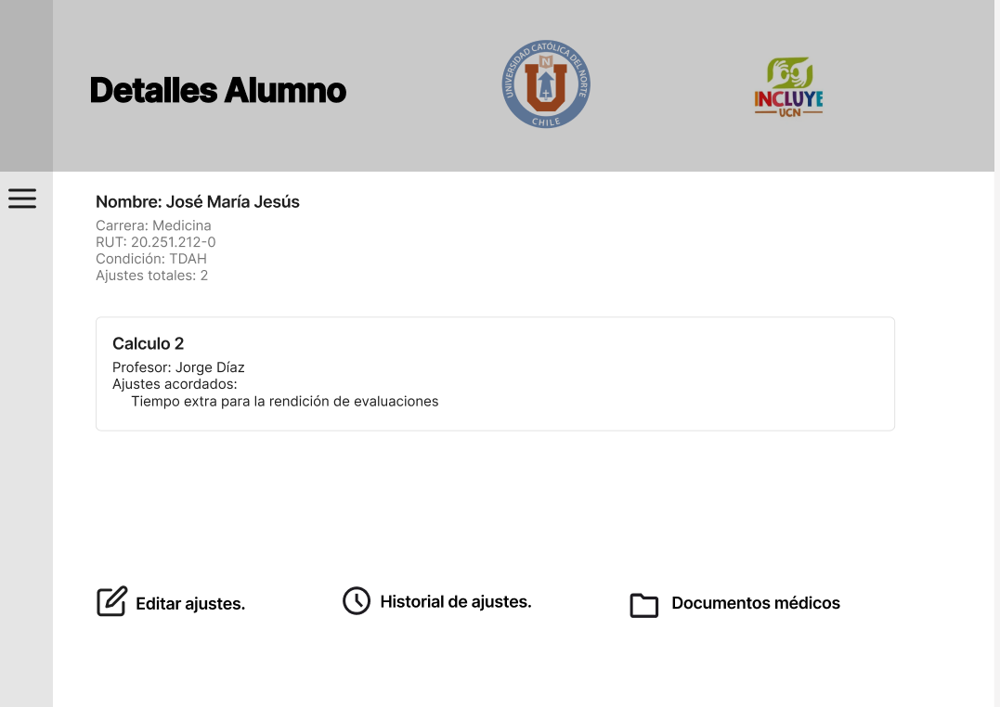 Detalles Alumno
UNIVERSIDAD CATÓLICA DEL NORTE
N
U
CHILE
INCLUYE
UCN
Nombre: José María Jesús
Carrera: Medicina
RUT: 20.251.212-0
Condición: TDAH
Ajustes totales: 2
Calculo 2
Profesor: Jorge Díaz
Ajustes acordados:
Tiempo extra para la rendición de evaluaciones
Editar ajustes.
Historial de ajustes.
Documentos médicos